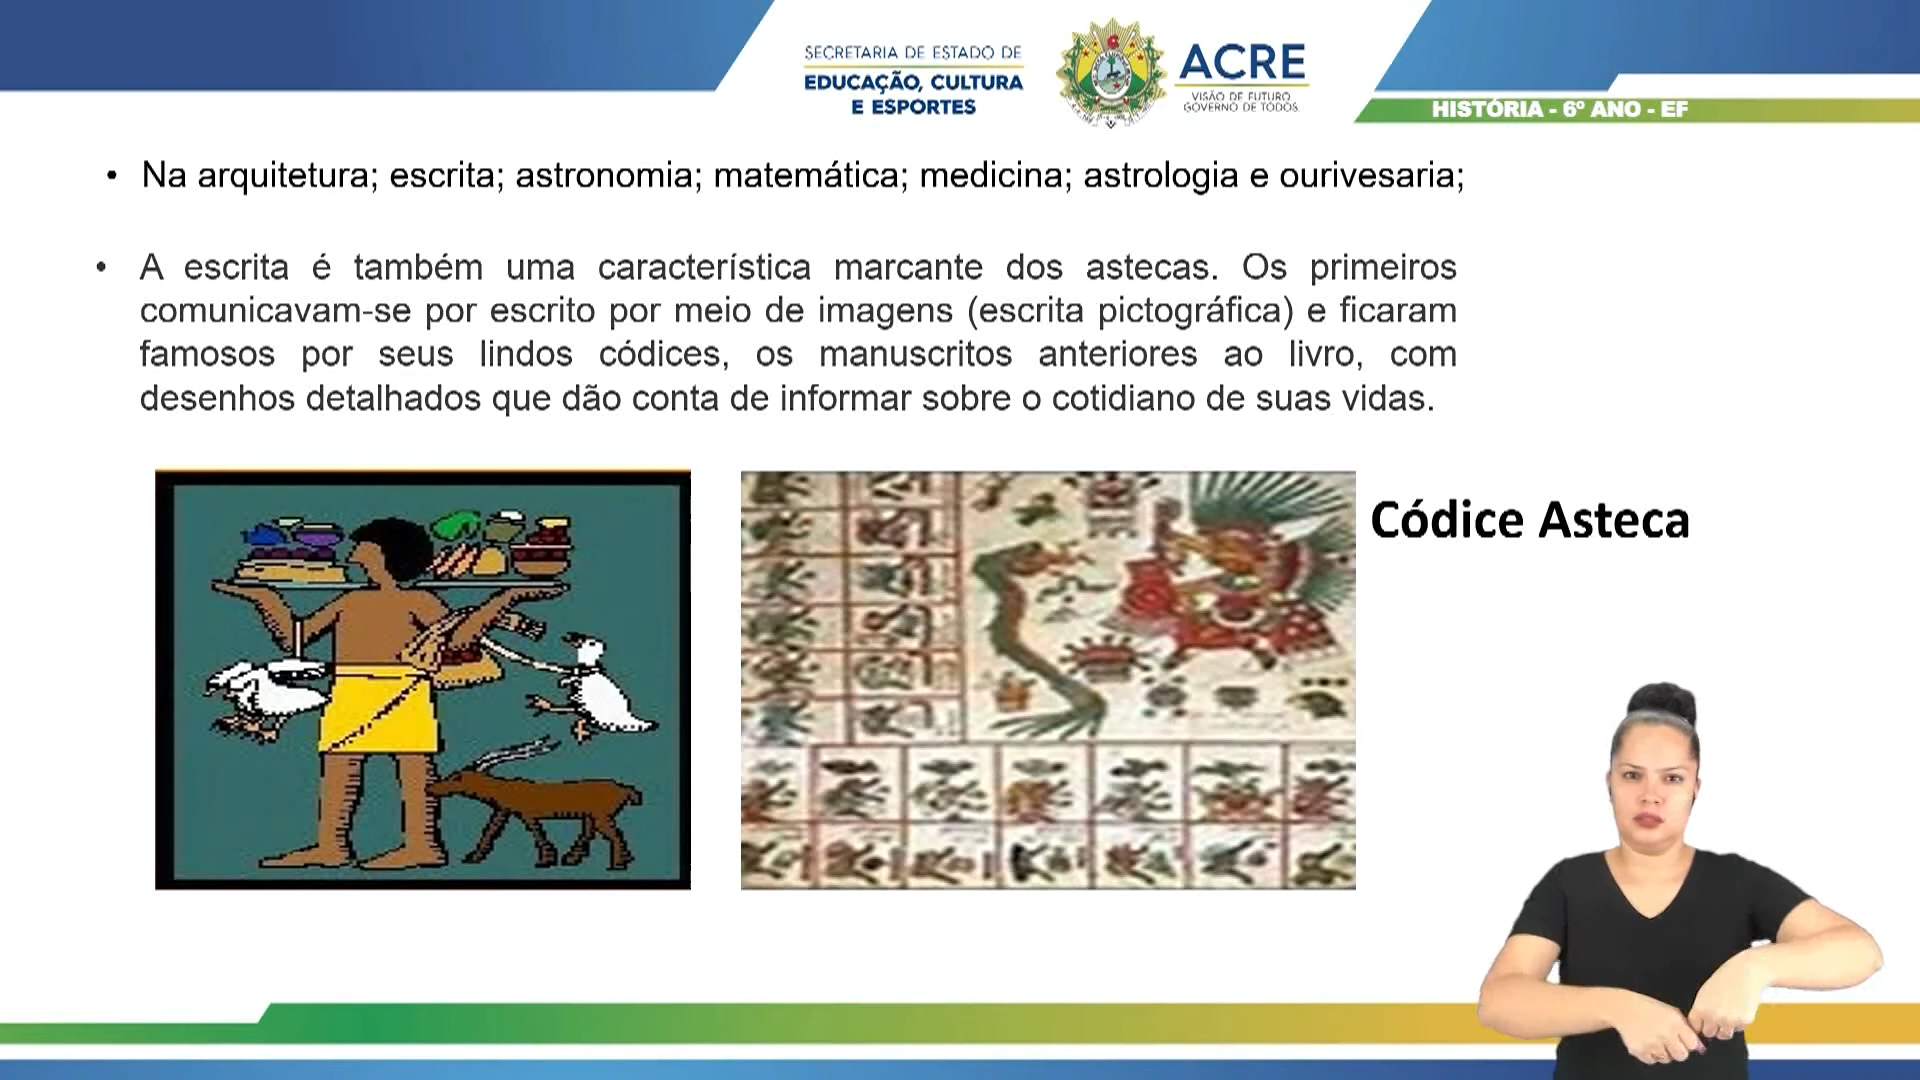 SECRETARIA DE ESTADO DE
EDUCAÇÃO, CULTURA
E ESPORTES
ACRE
VISÃO DE FUTURO
GOVERNO DE TODOS
HISTÓRIA - 6º ANO - EF
• Na arquitetura; escrita; astronomia; matemática; medicina; astrologia e ourivesaria;
• A escrita é também uma característica marcante dos astecas. Os primeiros
comunicavam-se por escrito por meio de imagens (escrita pictográfica) e ficaram
famosos por seus lindos códices, os manuscritos anteriores ao livro, com
desenhos detalhados que dão conta de informar sobre o cotidiano de suas vidas.
Códice Asteca